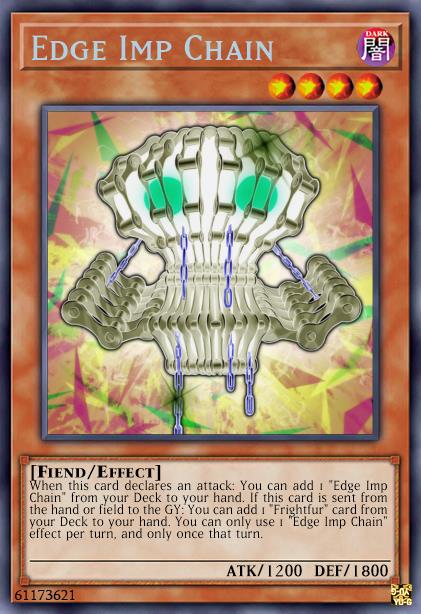 Edge Imp Chain
DARK
闇
[Fiend/Effect]
When this card declares an attack: You can add 1 "Edge Imp
Chain" from your Deck to your hand. If this card is sent from
the hand or field to the GY: You can add 1 "Frightfur" card from
your Deck to your hand. You can only use 1 "Edge Imp Chain"
effect per turn, and only once that turn.
ATK/1200 DEF/1800
61173621